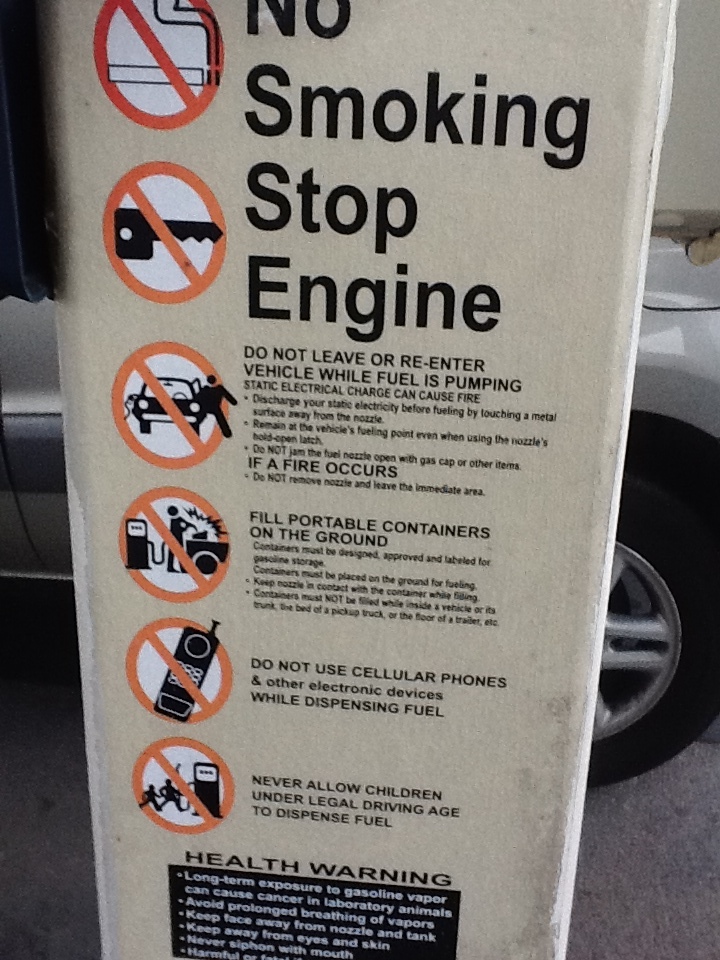 No
Smoking
Stop
Engine
DO NOT LEAVE OR RE-ENTER
VEHICLE WHILE FUEL IS PUMPING
STATIC ELECTRICAL CHARGE CAN CAUSE FIRE
• Discharge your static electricity before fueling by touching a metal
surface away from the nozzle.
• Remain at the vehicle's fueling point even when using the nozzle's
hold-open latch.
• Do NOT jam the fuel nozzle open with gas cap or other items.
IF A FIRE OCCURS
• Do NOT remove nozzle and leave the immediate area.
FILL PORTABLE CONTAINERS
ON THE GROUND
Containers must be designed, approved and labeled for
gasoline storage.
Containers must be placed on the ground for fueling.
• Keep nozzle in contact with the container while filling.
• Containers must NOT be filled while inside a vehicle or its
trunk, the bed of a pickup truck, or the floor of a trailer, etc.
DO NOT USE CELLULAR PHONES
& other electronic devices
WHILE DISPENSING FUEL
NEVER ALLOW CHILDREN
UNDER LEGAL DRIVING AGE
TO DISPENSE FUEL
HEALTH WARNING
•Long-term exposure to gasoline vapor
can cause cancer in laboratory animals
•Avoid prolonged breathing of vapors
•Keep face away from nozzle and tank
•Keep away from eyes and skin
•Never siphon with mouth
•Harmful or